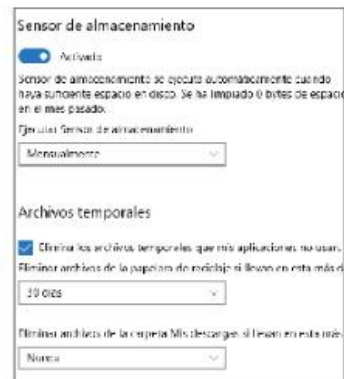 Sensor de almacenamiento
Activado
Sensor de almacenamiento se ejecuta automáticamente cuando
haya suficiente espacio en disco. Se ha limpiado 0 bytes de espacio
en el mes pasado.
Ejecutar Sensor de almacenamiento
Mensualmente
Archivos temporales
Elimina los archivos temporales que mis aplicaciones no usan.
Eliminar archivos de la papelera de reciclaje si llevan en esta más d
30 días
Eliminar archivos de la carpeta Mis descargas si llevan en esta más
Nunca